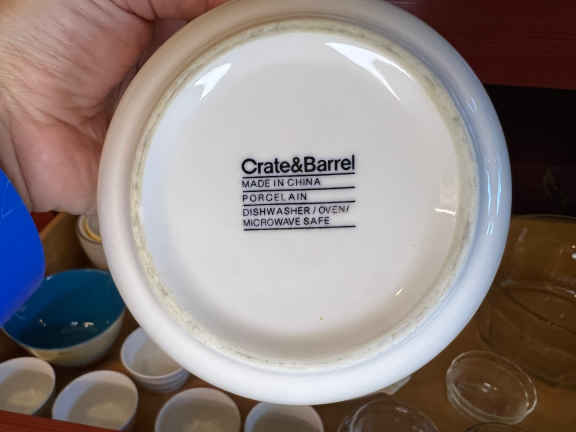 Crate&Barrel
MADE IN CHINA
PORCELAIN
DISHWASHER / OVEN/
MICROWAVE SAFE